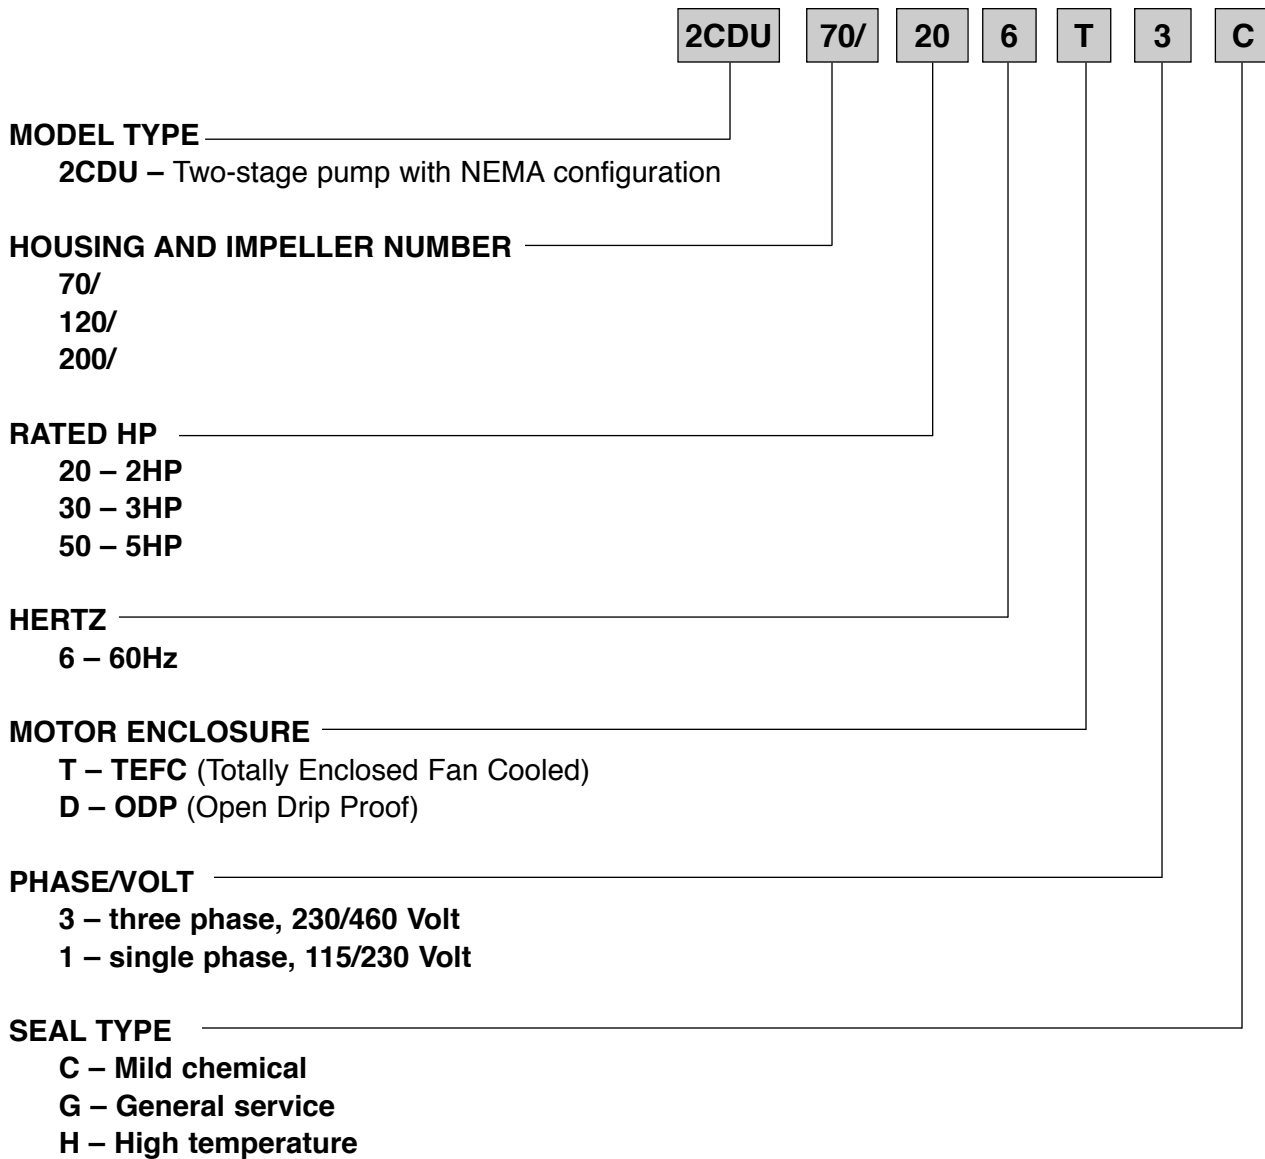 2CDU 70/ 20 6 T 3 C
MODEL TYPE
2CDU – Two-stage pump with NEMA configuration
HOUSING AND IMPELLER NUMBER
70/
120/
200/
RATED HP
20 – 2HP
30 – 3HP
50 – 5HP
HERTZ
6 – 60Hz
MOTOR ENCLOSURE
T – TEFC (Totally Enclosed Fan Cooled)
D – ODP (Open Drip Proof)
PHASE/VOLT
3 – three phase, 230/460 Volt
1 – single phase, 115/230 Volt
SEAL TYPE
C – Mild chemical
G – General service
H – High temperature